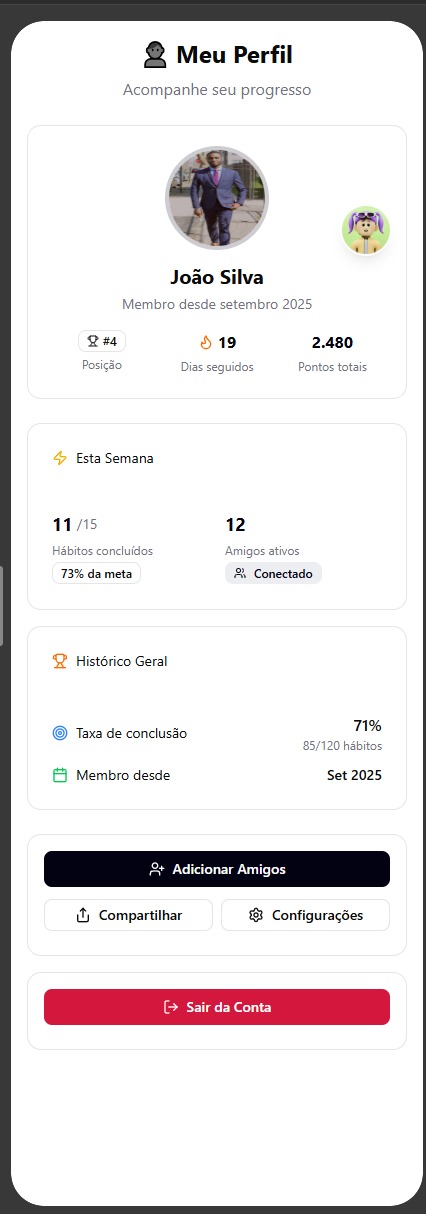 Meu Perfil
Acompanhe seu progresso
João Silva
Membro desde setembro 2025
#4 19 2.480
Posição Dias seguidos Pontos totais
Esta Semana
11 /15 12
Hábitos concluídos Amigos ativos
73% da meta Conectado
Histórico Geral
Taxa de conclusão 71%
85/120 hábitos
Membro desde Set 2025
Adicionar Amigos
Compartilhar Configurações
Sair da Conta